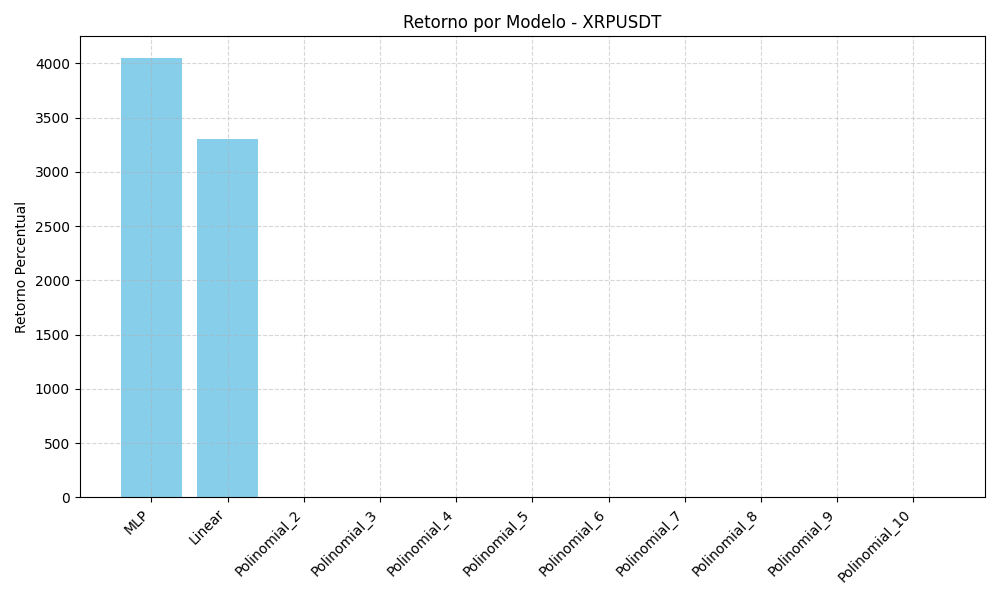 Retorno por Modelo - XRPUSDT
Retorno Percentual
4000
3500
3000
2500
2000
1500
1000
500
0
MLP
Linear
Polinomial_2
Polinomial_3
Polinomial_4
Polinomial_5
Polinomial_6
Polinomial_7
Polinomial_8
Polinomial_9
Polinomial_10